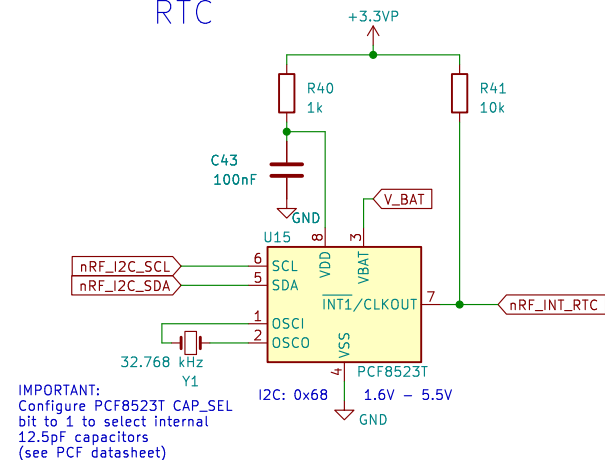 RTC
+3.3VP
R40
1k
R41
10k
C43
100nF
GND
V_BAT
U15
8
3
nRF_I2C_SCL
6
SCL
VDD
VBAT
nRF_I2C_SDA
5
SDA
INT1/CLKOUT
7
nRF_INT_RTC
1
OSCI
2
OSCO
VSS
32.768 kHz
Y1
4
PCF8523T
I2C: 0x68
1.6V – 5.5V
GND
IMPORTANT:
Configure PCF8523T CAP_SEL
bit to 1 to select internal
12.5pF capacitors
(see PCF datasheet)